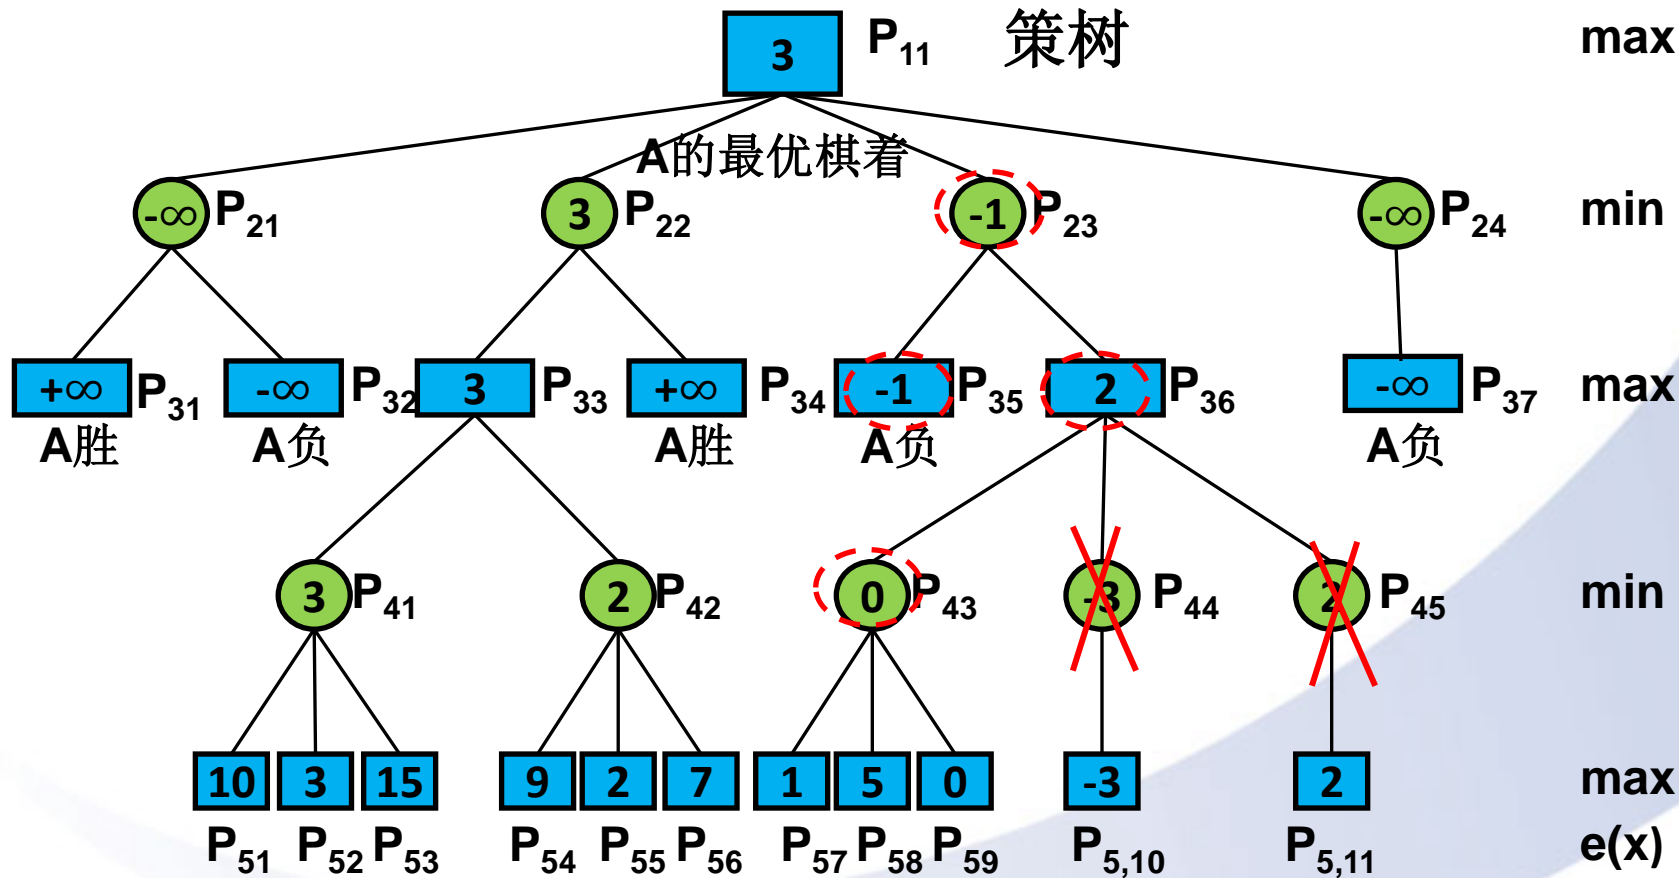 3 P11 策树 max
A的最优棋着
-∞ P21 3 P22 -1 P23 -∞ P24 min
+∞ P31 -∞ P32 3 P33 +∞ P34 -1 P35 2 P36 -∞ P37 max
A胜 A负 A胜 A负 A负
3 P41 2 P42 0 P43 -3 P44 2 P45 min
10 3 15 9 2 7 1 5 0 -3 2 max
P51 P52 P53 P54 P55 P56 P57 P58 P59 P5,10 P5,11 e(x)